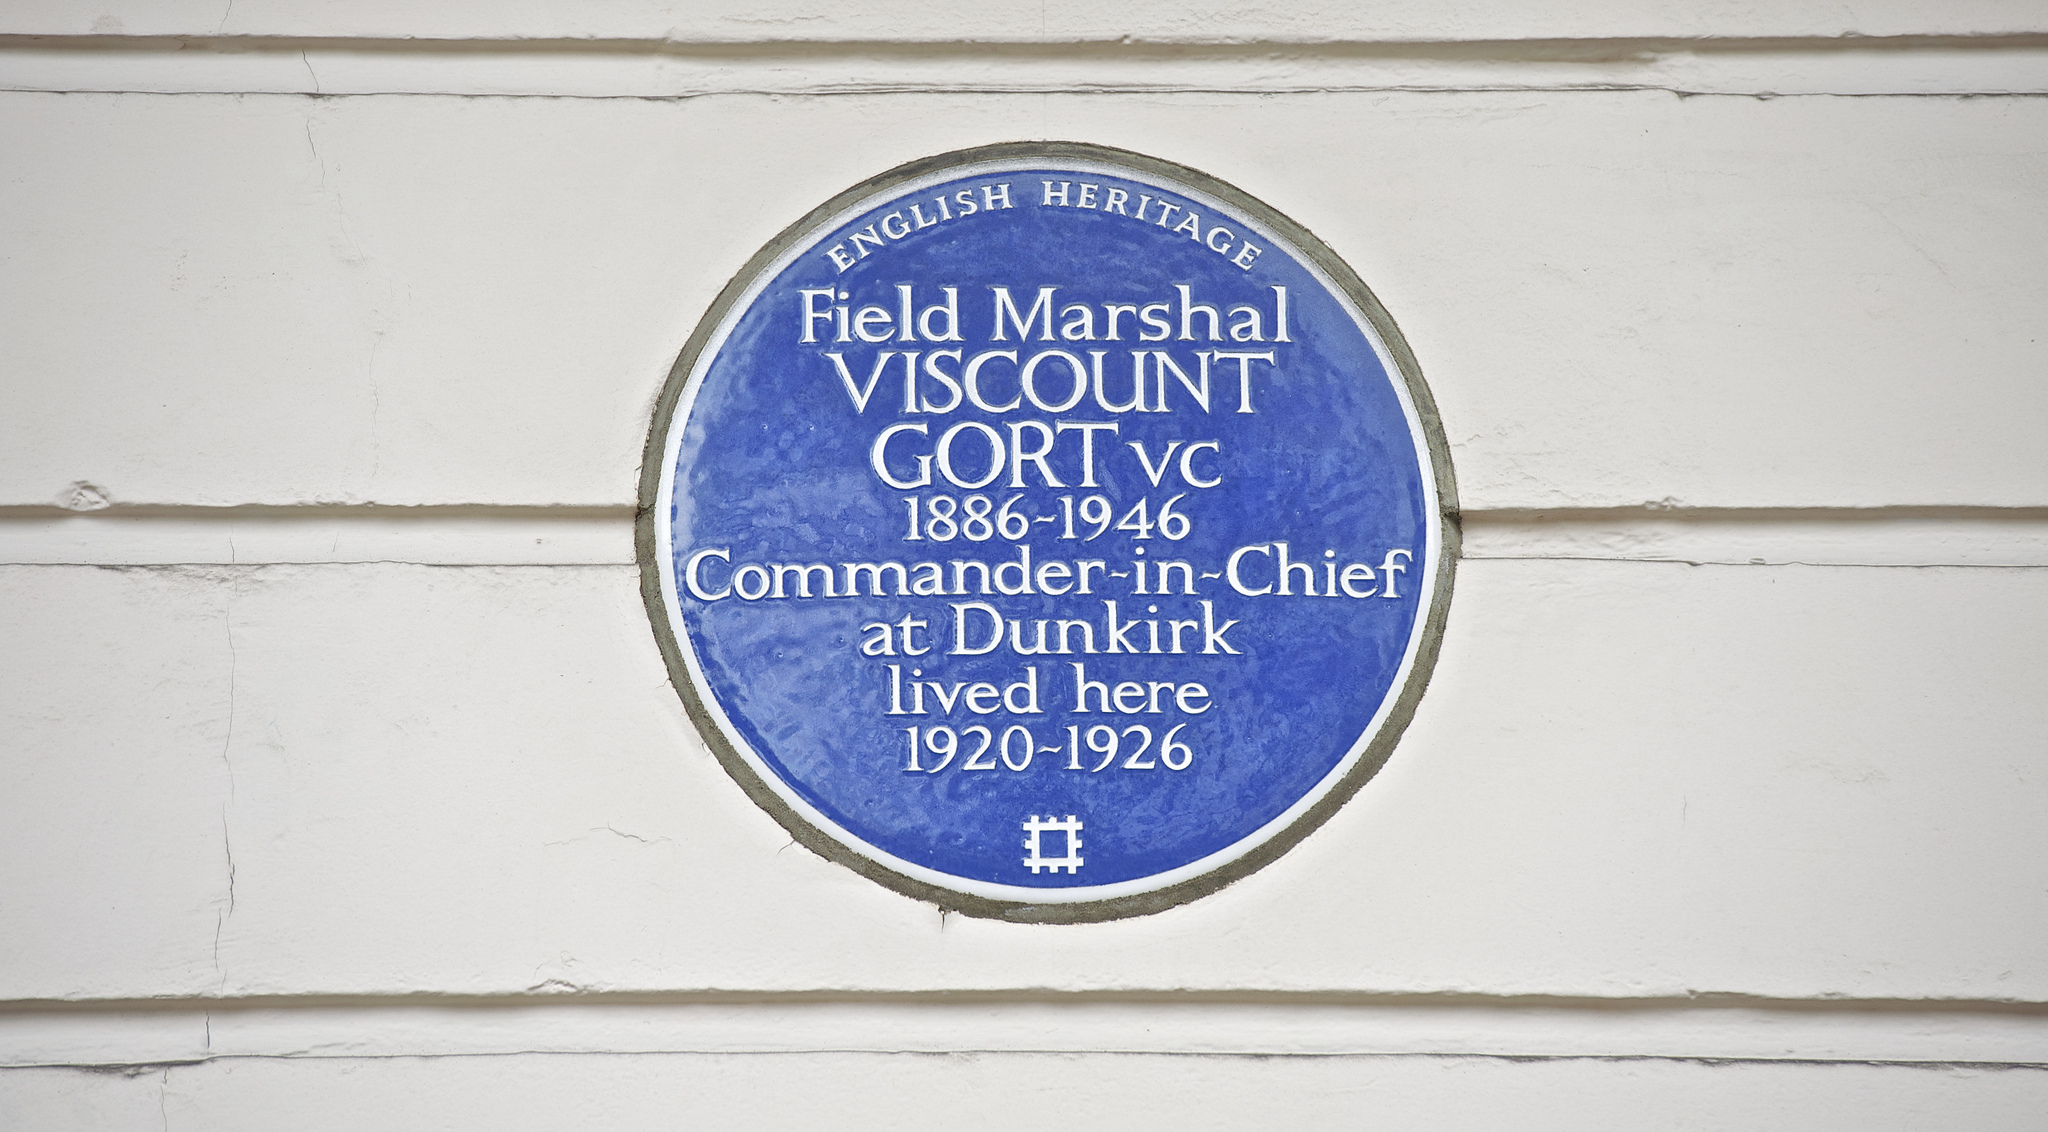 ENGLISH HERITAGE
Field Marshal
VISCOUNT
GORT VC
1886-1946
Commander-in-Chief
at Dunkirk
lived here
1920-1926